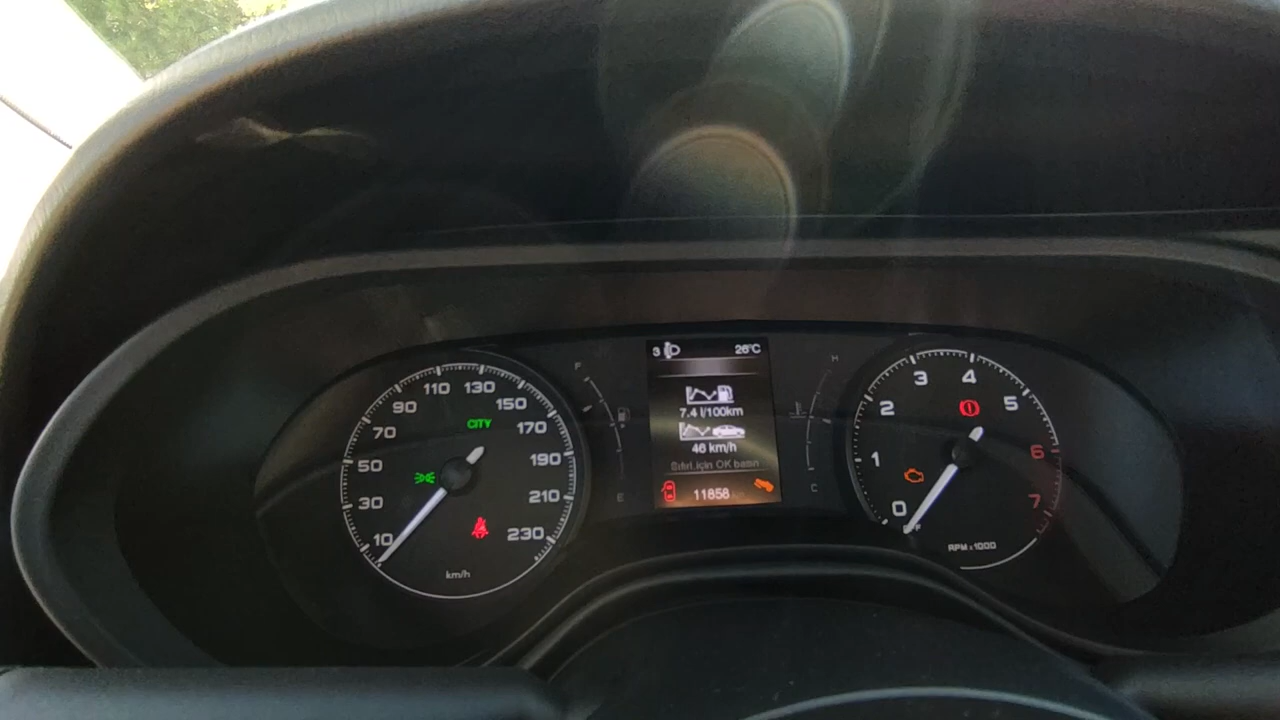 10
30
50
70
90
110
130
150
170
190
210
230
CITY
km/h
F
E
3
26°C
7.4 l/100km
46 km/h
Sıfırl.için OK basın
11858
H
C
0
1
2
3
4
5
6
7
OFF
RPM x1000